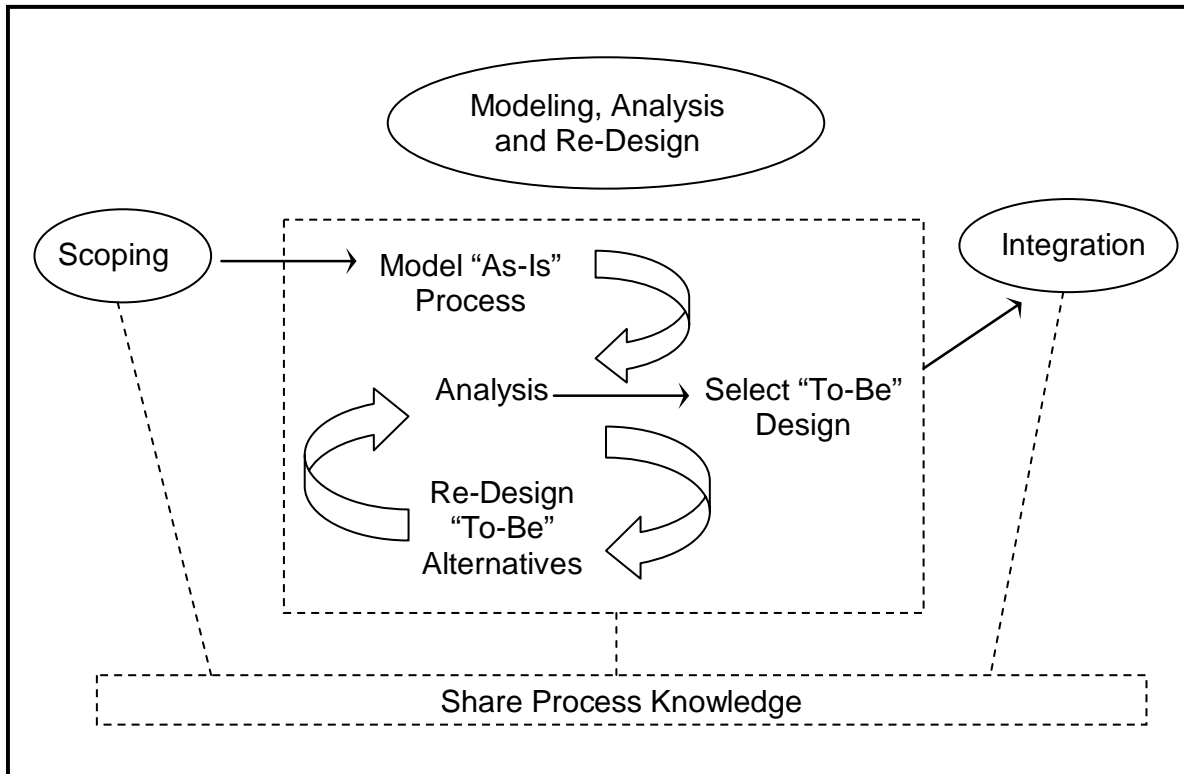 Modeling, Analysis
and Re-Design
Scoping
Integration
Model “As-Is”
Process
Analysis
Select “To-Be”
Design
Re-Design
“To-Be”
Alternatives
Share Process Knowledge